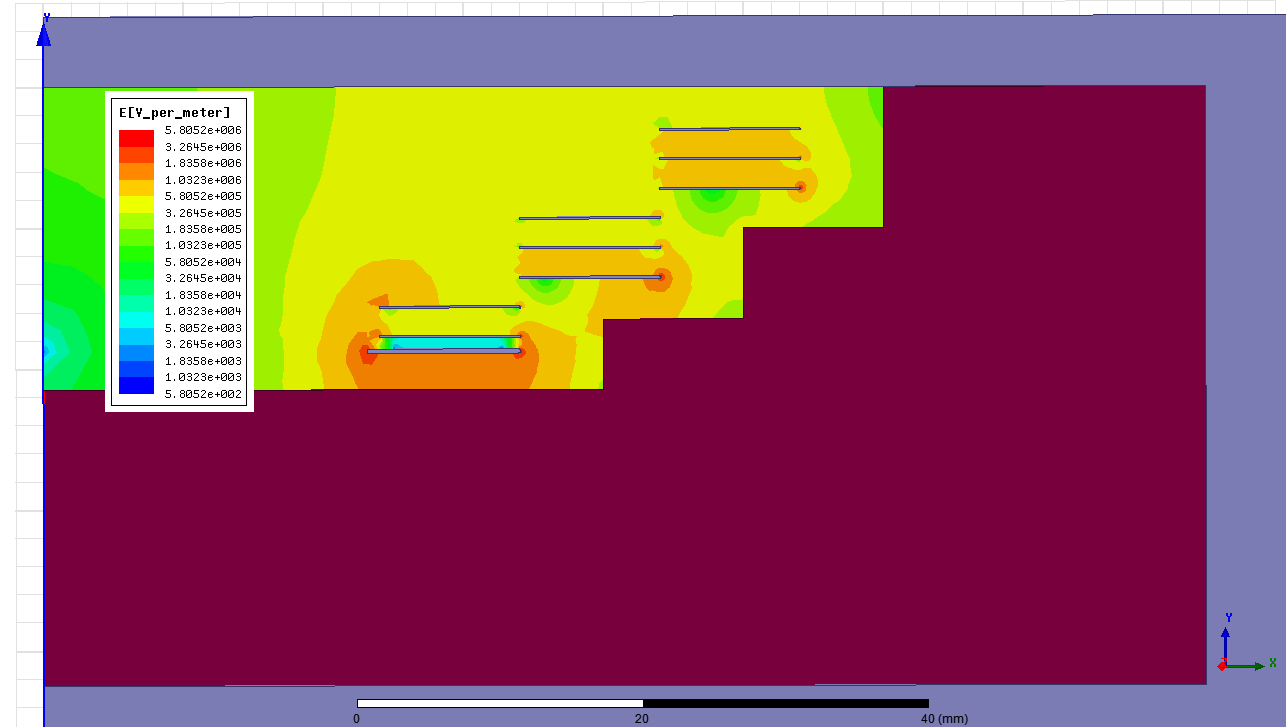 Y
E[V_per_meter]
5.8052e+006
3.2645e+006
1.8358e+006
1.0323e+006
5.8052e+005
3.2645e+005
1.8358e+005
1.0323e+005
5.8052e+004
3.2645e+004
1.8358e+004
1.0323e+004
5.8052e+003
3.2645e+003
1.8358e+003
1.0323e+003
5.8052e+002
Y
X
0
20
40 (mm)